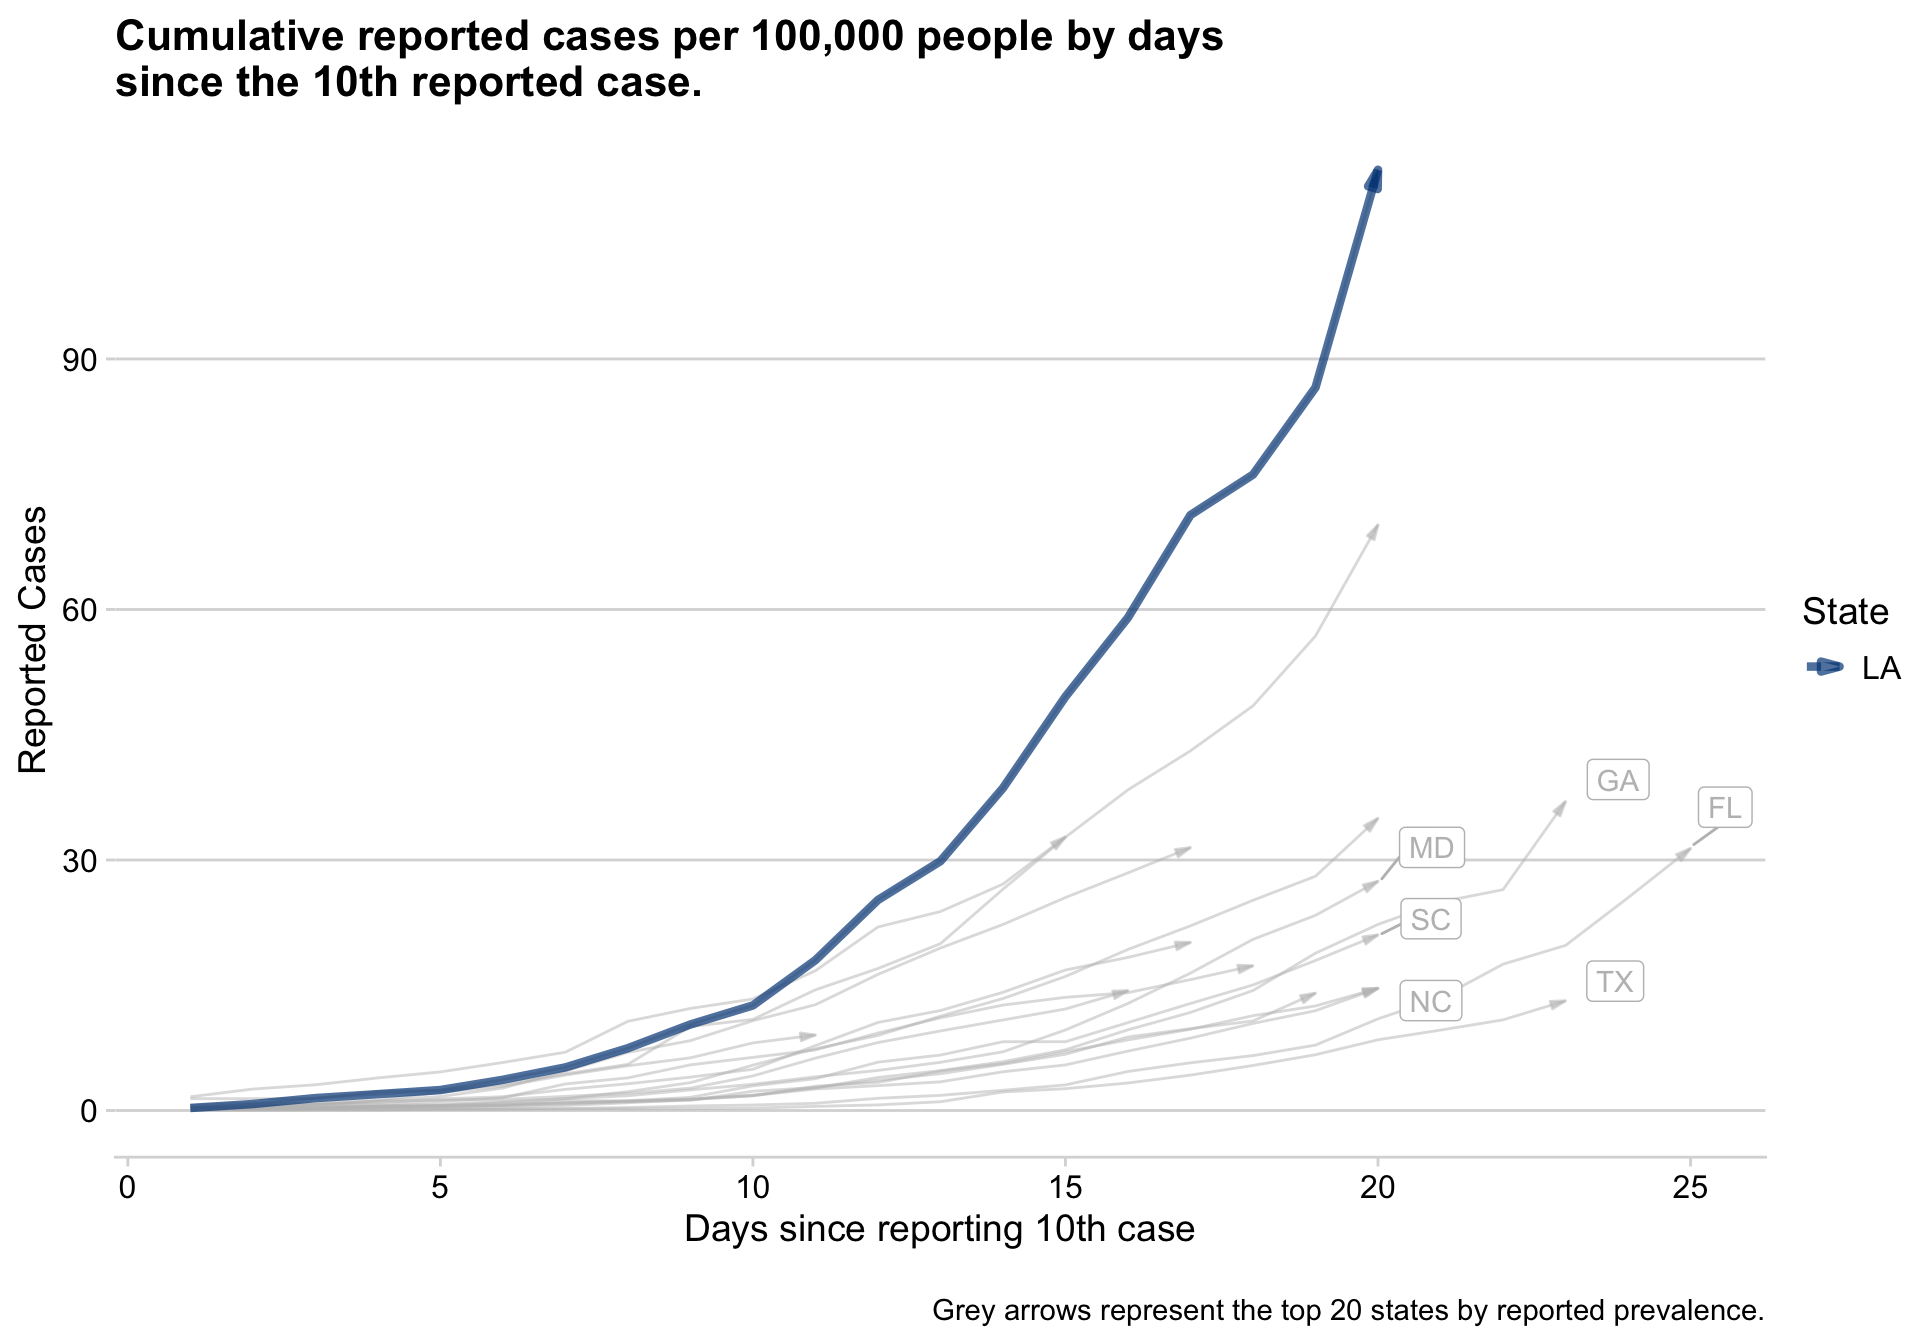 Cumulative reported cases per 100,000 people by days
since the 10th reported case.
Reported Cases
90
60
30
0
GA
FL
MD
SC
TX
NC
State
LA
0 5 10 15 20 25
Days since reporting 10th case
Grey arrows represent the top 20 states by reported prevalence.